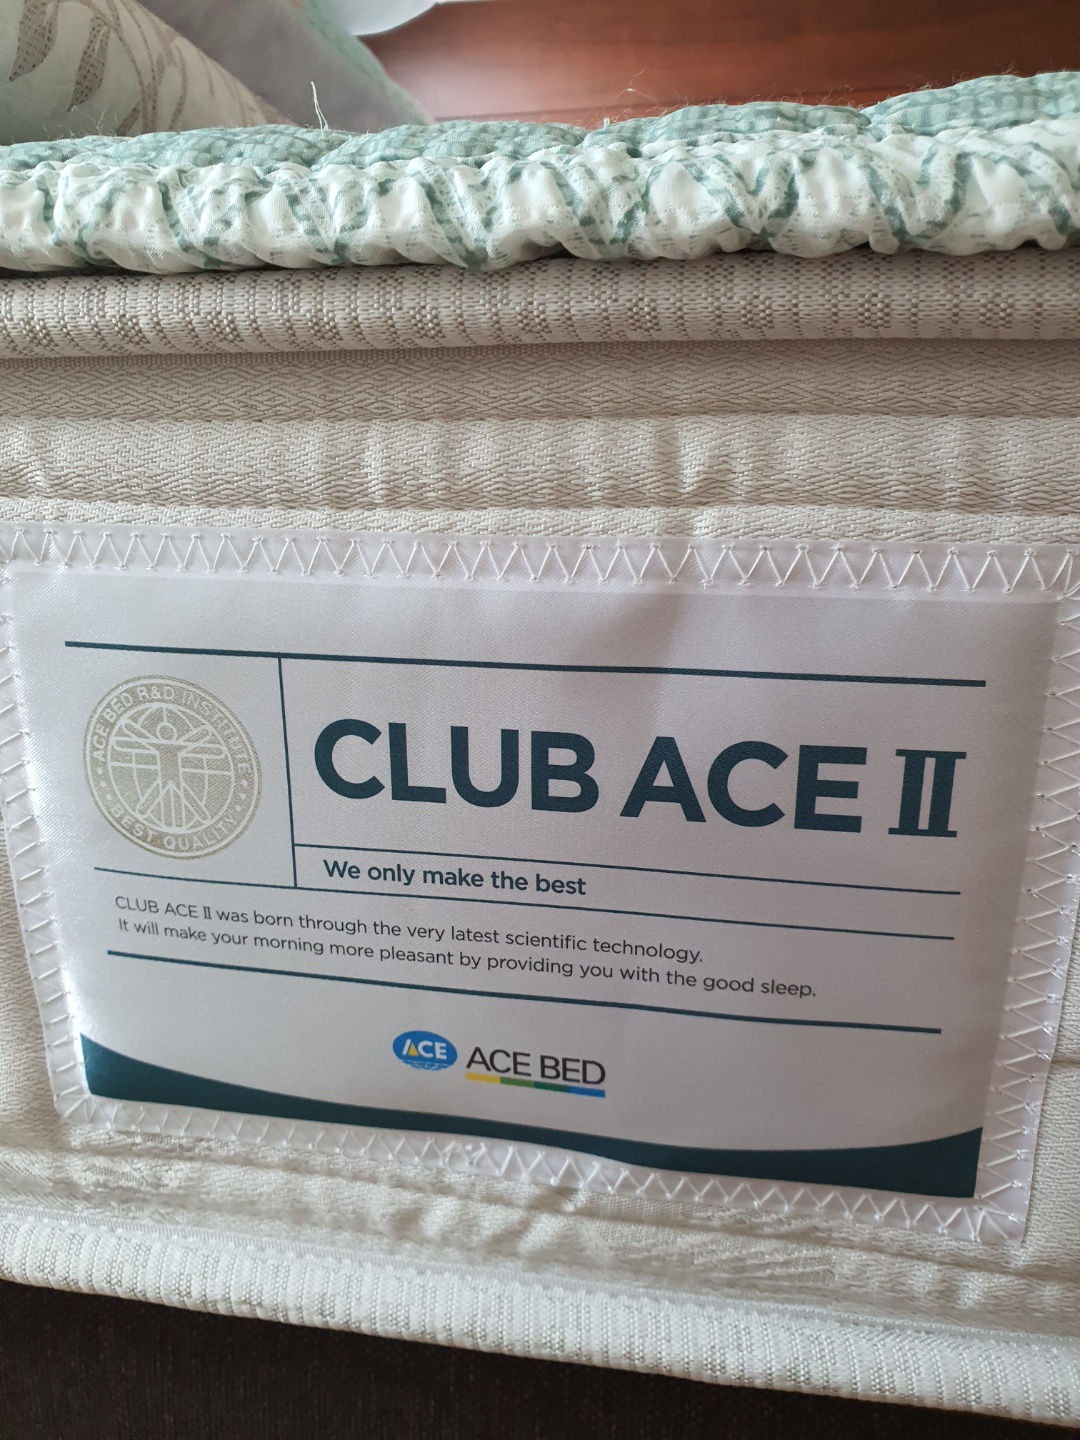 ACE BED R&D INSTITUTE
BEST QUALITY
CLUB ACE Ⅱ
We only make the best
CLUB ACE Ⅱ was born through the very latest scientific technology.
It will make your morning more pleasant by providing you with the good sleep.
ACE
ACE BED